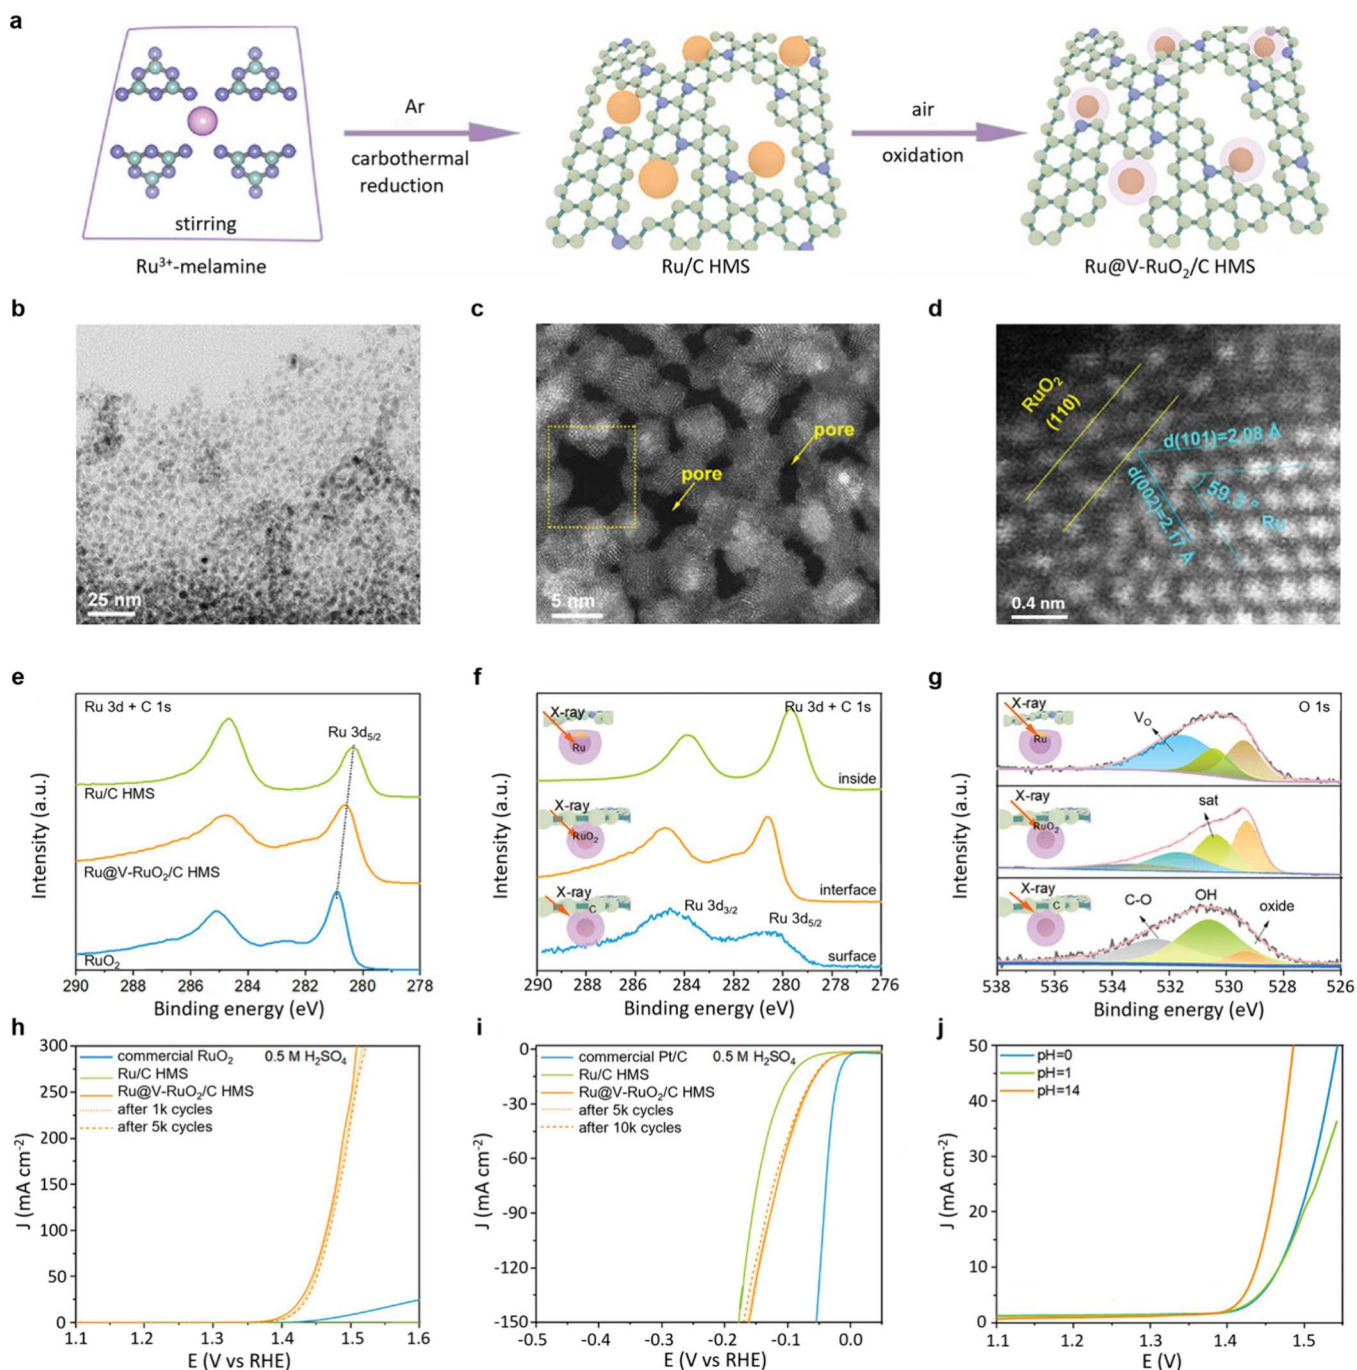 a
Ar
carbothermal
reduction
air
oxidation
stirring
Ru³⁺-melamine
Ru/C HMS
Ru@V-RuO₂/C HMS
b
25 nm
c
pore
pore
5 nm
d
RuO₂
(110)
d(101)=2.08 Å
d(002)=2.17 Å
59.3 °
Ru
0.4 nm
e
Ru 3d + C 1s
Ru 3d₅/₂
Ru/C HMS
Ru@V-RuO₂/C HMS
RuO₂
Intensity (a.u.)
290 288 286 284 282 280 278
Binding energy (eV)
f
X-ray
Ru
Ru 3d + C 1s
inside
X-ray
RuO₂
interface
X-ray
C
Ru 3d₃/₂
Ru 3d₅/₂
surface
Intensity (a.u.)
290 288 286 284 282 280 278 276
Binding energy (eV)
g
X-ray
Ru
V_O
O 1s
X-ray
RuO₂
sat
X-ray
C
C-O
OH
oxide
Intensity (a.u.)
538 536 534 532 530 528 526
Binding energy (eV)
h
commercial RuO₂ 0.5 M H₂SO₄
Ru/C HMS
Ru@V-RuO₂/C HMS
after 1k cycles
after 5k cycles
J (mA cm⁻²)
300
250
200
150
100
50
0
1.1 1.2 1.3 1.4 1.5 1.6
E (V vs RHE)
i
commercial Pt/C 0.5 M H₂SO₄
Ru/C HMS
Ru@V-RuO₂/C HMS
after 5k cycles
after 10k cycles
J (mA cm⁻²)
0
-30
-60
-90
-120
-150
-0.5 -0.4 -0.3 -0.2 -0.1 0.0
E (V vs RHE)
j
pH=0
pH=1
pH=14
J (mA cm⁻²)
50
40
30
20
10
0
1.1 1.2 1.3 1.4 1.5
E (V)